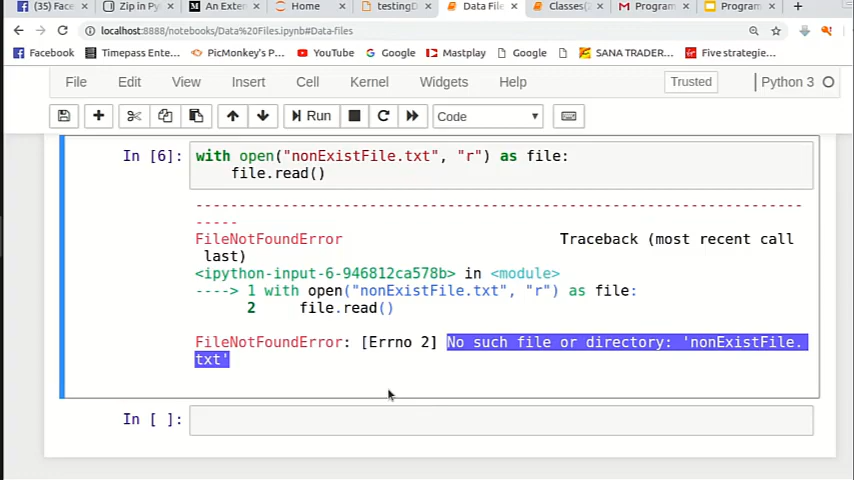 (35) Face
Zip in Py
An Exten
Home
testingD
Data File
Classes(2
Program
Program
localhost:8888/notebooks/Data%20Files.ipynb#Data-files
Facebook
Timepass Ente...
PicMonkey's P...
YouTube
Google
Mastplay
Google
SANA TRADER...
Five strategie...
File Edit View Insert Cell Kernel Widgets Help
Trusted
Python 3
Run
Code
In [6]: with open("nonExistFile.txt", "r") as file:
file.read()
---------------------------------------------------------------------------
FileNotFoundError Traceback (most recent call
last)
<ipython-input-6-946812ca578b> in <module>
----> 1 with open("nonExistFile.txt", "r") as file:
2 file.read()
FileNotFoundError: [Errno 2] No such file or directory: 'nonExistFile.
txt'
In [ ]: